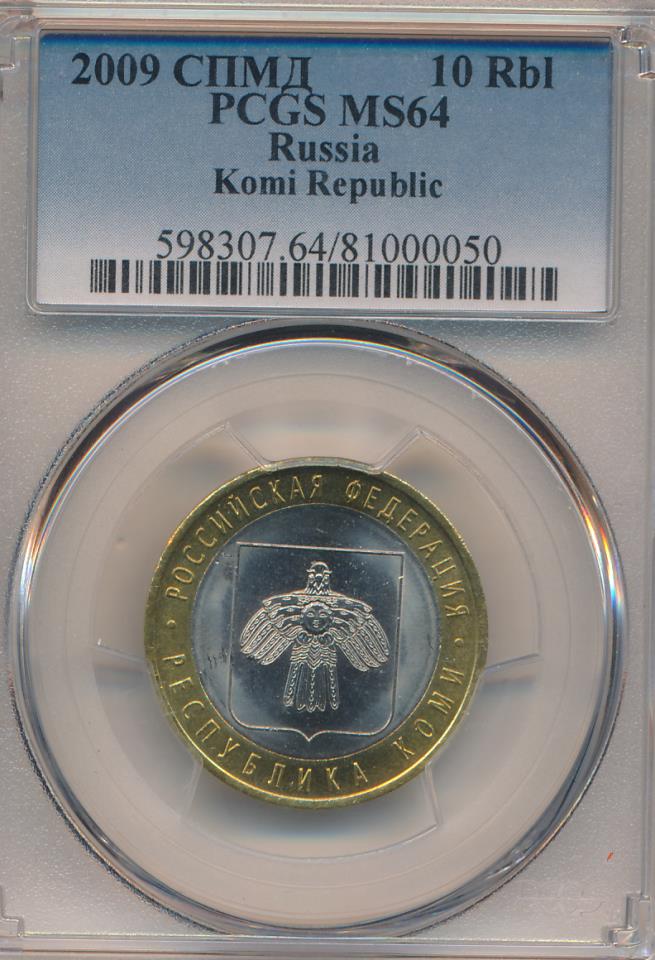 2009 СПМД 10 Rbl
PCGS MS64
Russia
Komi Republic
598307.64/81000050
РОССИЙСКАЯ ФЕДЕРАЦИЯ
РЕСПУБЛИКА КОМИ